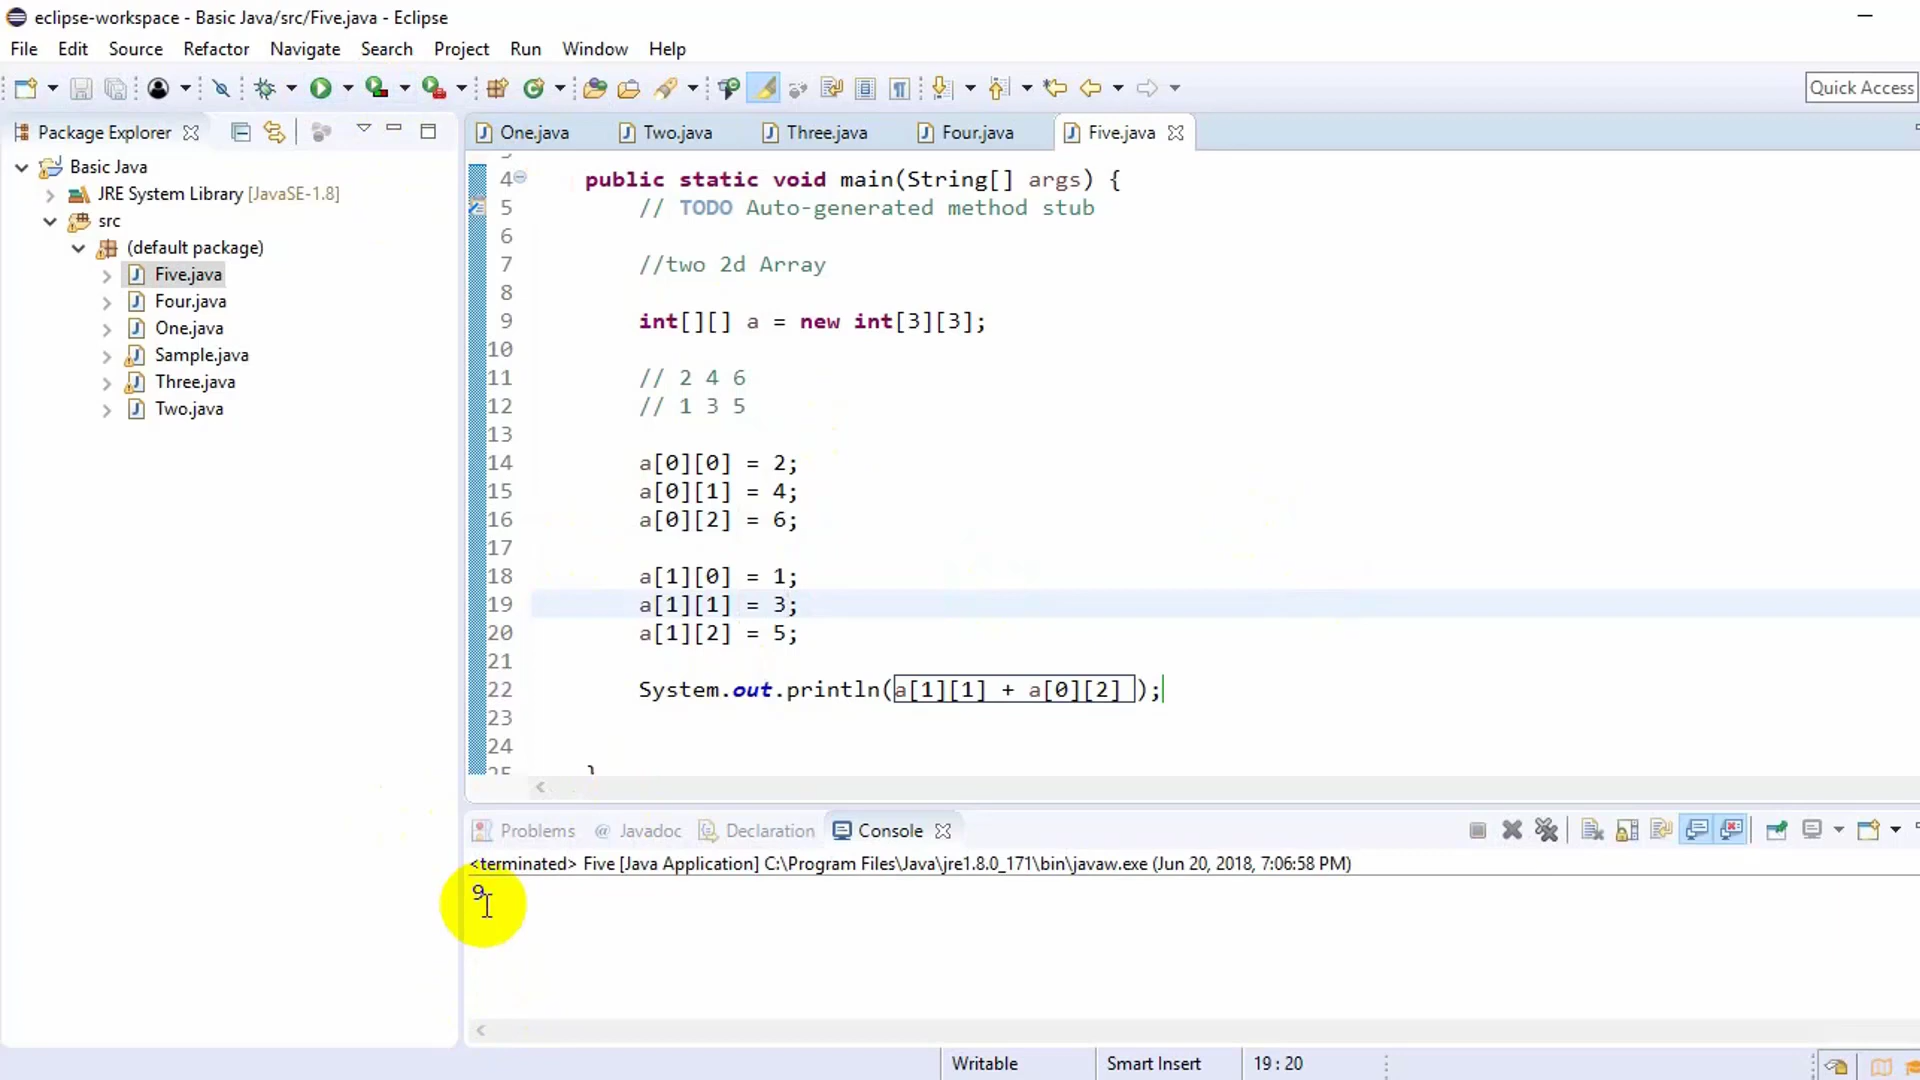 eclipse-workspace - Basic Java/src/Five.java - Eclipse
File Edit Source Refactor Navigate Search Project Run Window Help
Quick Access
Package Explorer
Basic Java
JRE System Library [JavaSE-1.8]
src
(default package)
Five.java
Four.java
One.java
Sample.java
Three.java
Two.java
One.java Two.java Three.java Four.java Five.java
4 public static void main(String[] args) {
5 // TODO Auto-generated method stub
6
7 //two 2d Array
8
9 int[][] a = new int[3][3];
10
11 // 2 4 6
12 // 1 3 5
13
14 a[0][0] = 2;
15 a[0][1] = 4;
16 a[0][2] = 6;
17
18 a[1][0] = 1;
19 a[1][1] = 3;
20 a[1][2] = 5;
21
22 System.out.println(a[1][1] + a[0][2] );
23
24
25 }
Problems @ Javadoc Declaration Console
<terminated> Five [Java Application] C:\Program Files\Java\jre1.8.0_171\bin\javaw.exe (Jun 20, 2018, 7:06:58 PM)
9
Writable Smart Insert 19 : 20